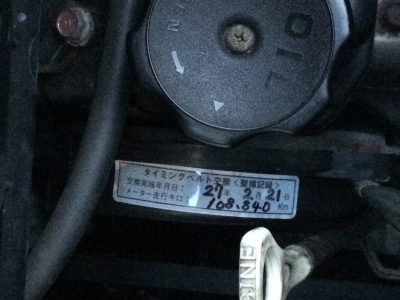 OIL
タイミングベルト交換〈整備記録〉
交換実施年月日: 27年 2月 21日
メーター走行キロ: 108.840 Km